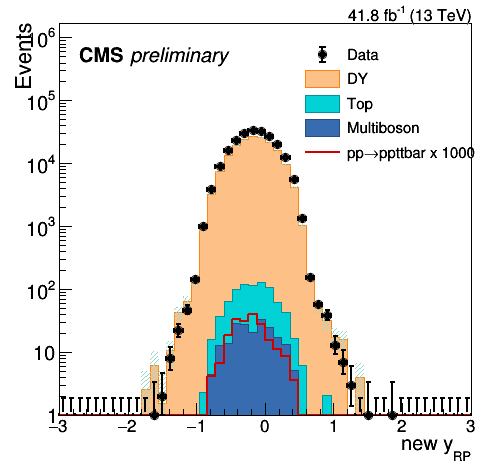 41.8 fb⁻¹ (13 TeV)
Events
CMS preliminary
Data
DY
Top
Multiboson
pp→ppttbar x 1000
10⁶
10⁵
10⁴
10³
10²
10
1
−3 −2 −1 0 1 2 3
new y_RP